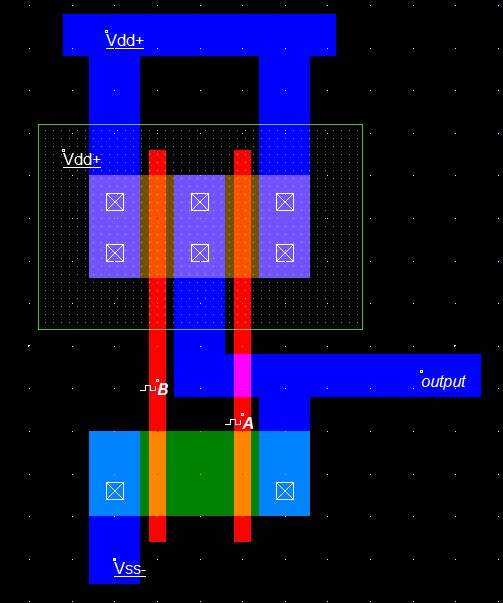 Vdd+
Vdd+
output
B
A
Vss-